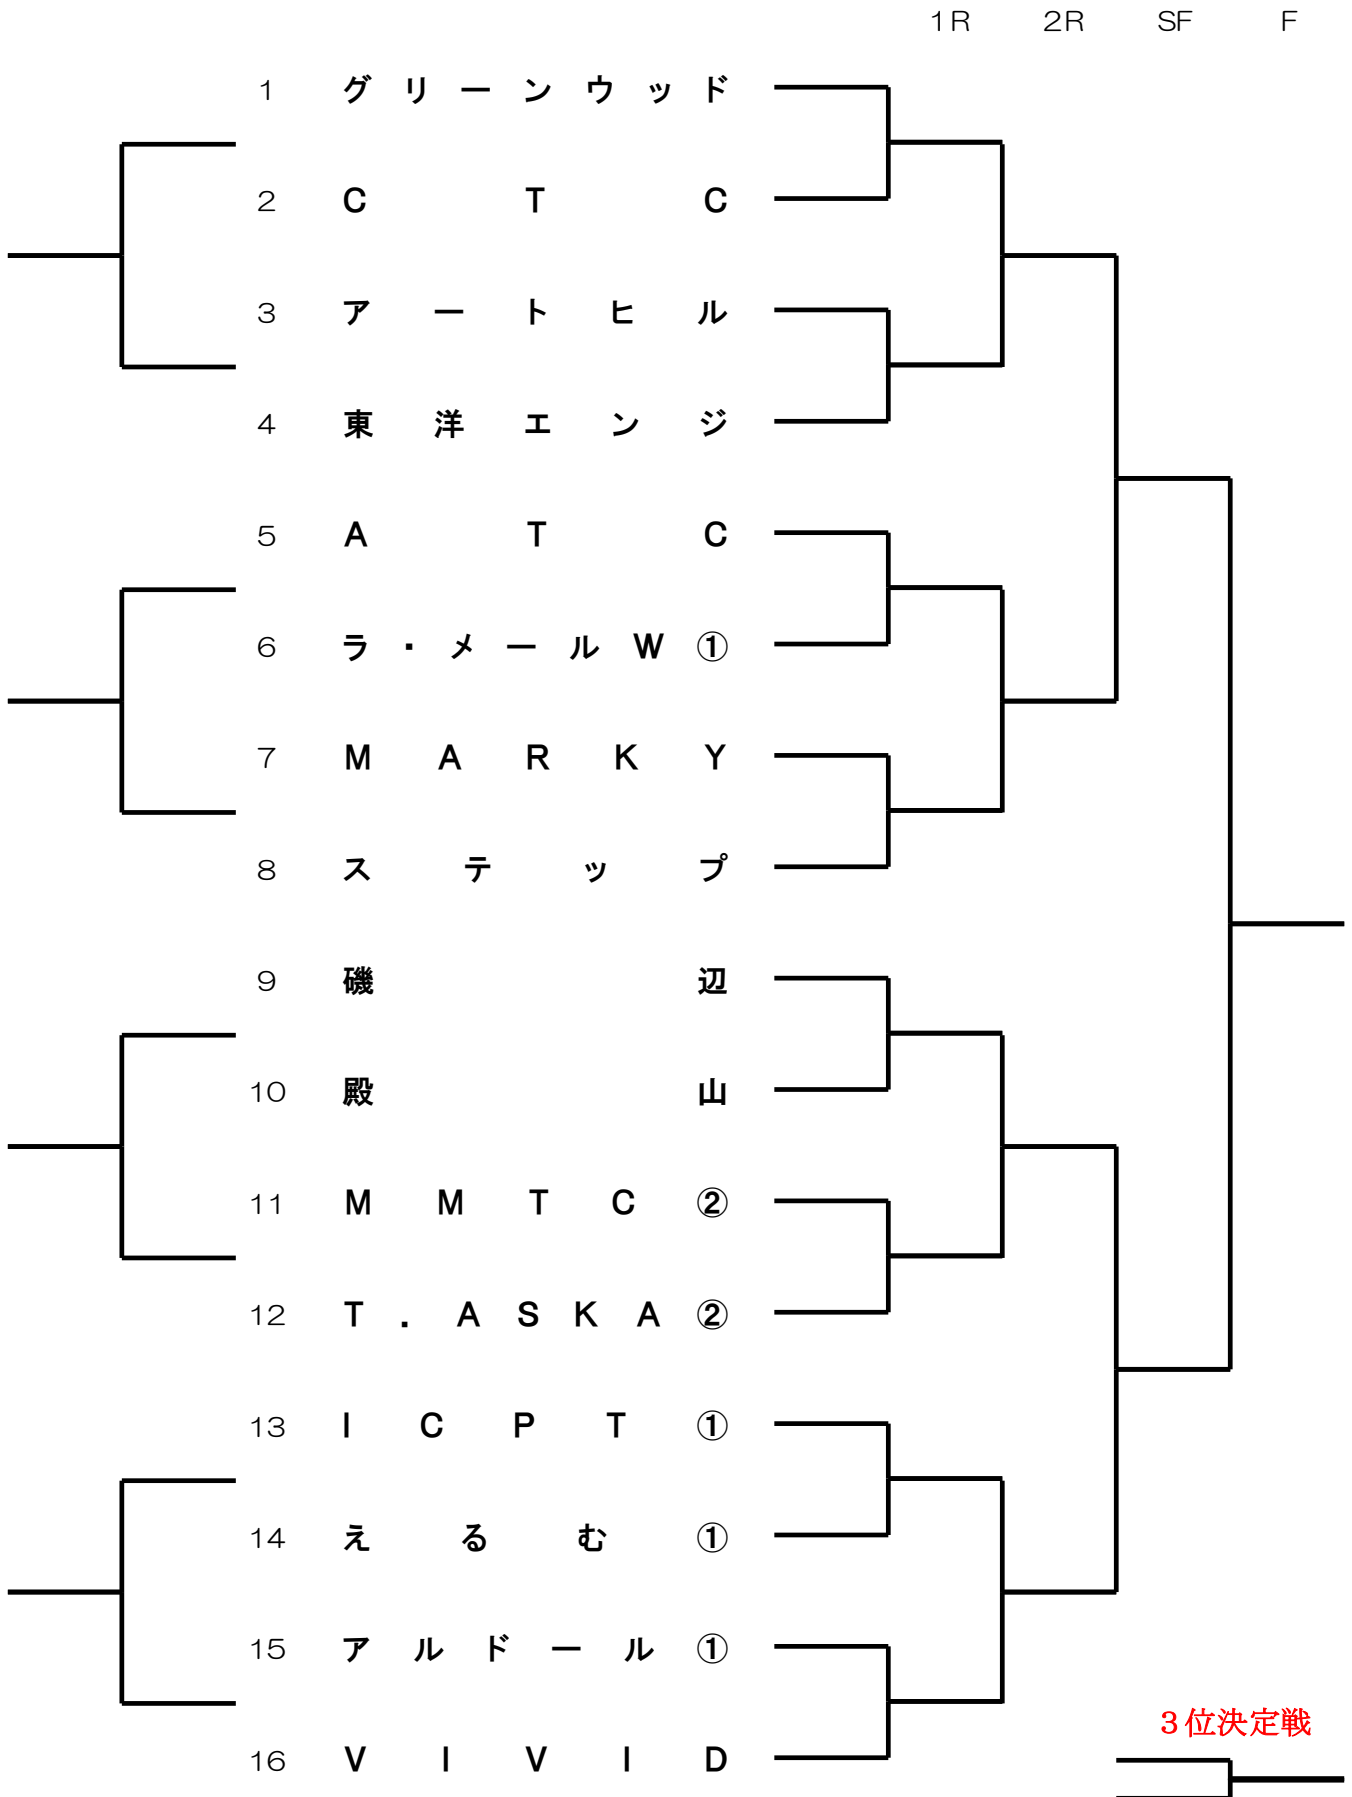 1R 2R SF F
1 グリーンウッド
2 CTC
3 アートヒル
4 東洋エンジ
5 ATC
6 ラ・メールW①
7 MARKY
8 ステップ
9 磯辺
10 殿山
11 MMTC②
12 T.ASKA②
13 ICPT①
14 えるむ①
15 アルドール①
3位決定戦
16 VIVID